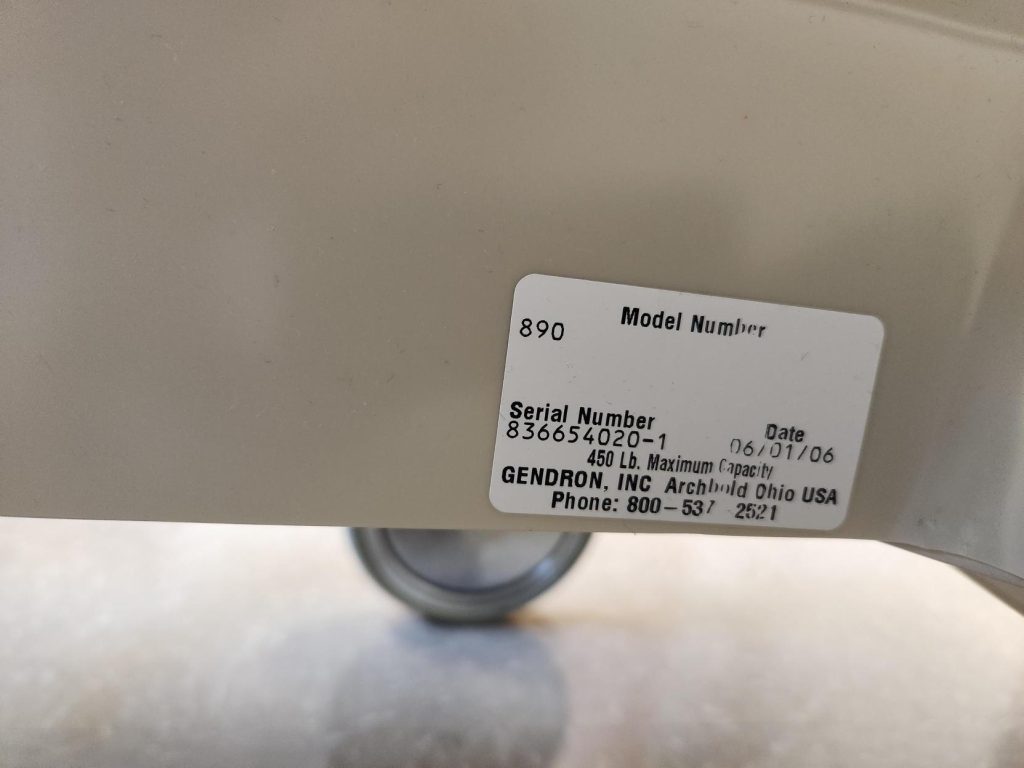 Model Number
890
Serial Number
836654020-1
Date
06/01/06
450 Lb. Maximum Capacity
GENDRON, INC Archbold Ohio USA
Phone: 800-537-2521